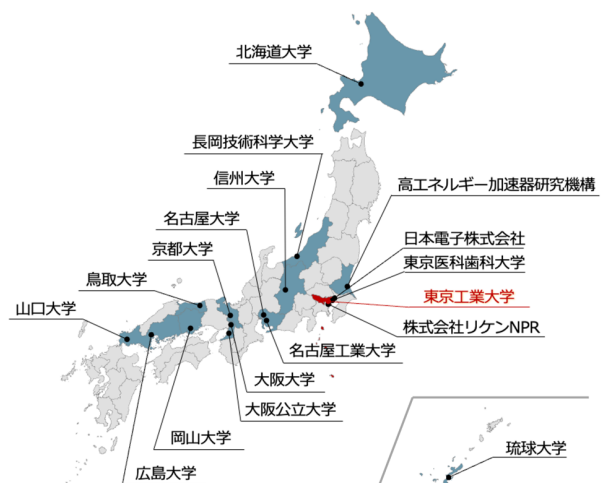 北海道大学
長岡技術科学大学
信州大学
高エネルギー加速器研究機構
名古屋大学
日本電子株式会社
京都大学
東京医科歯科大学
鳥取大学
東京工業大学
山口大学
株式会社リケンNPR
名古屋工業大学
大阪大学
大阪公立大学
岡山大学
琉球大学
広島大学